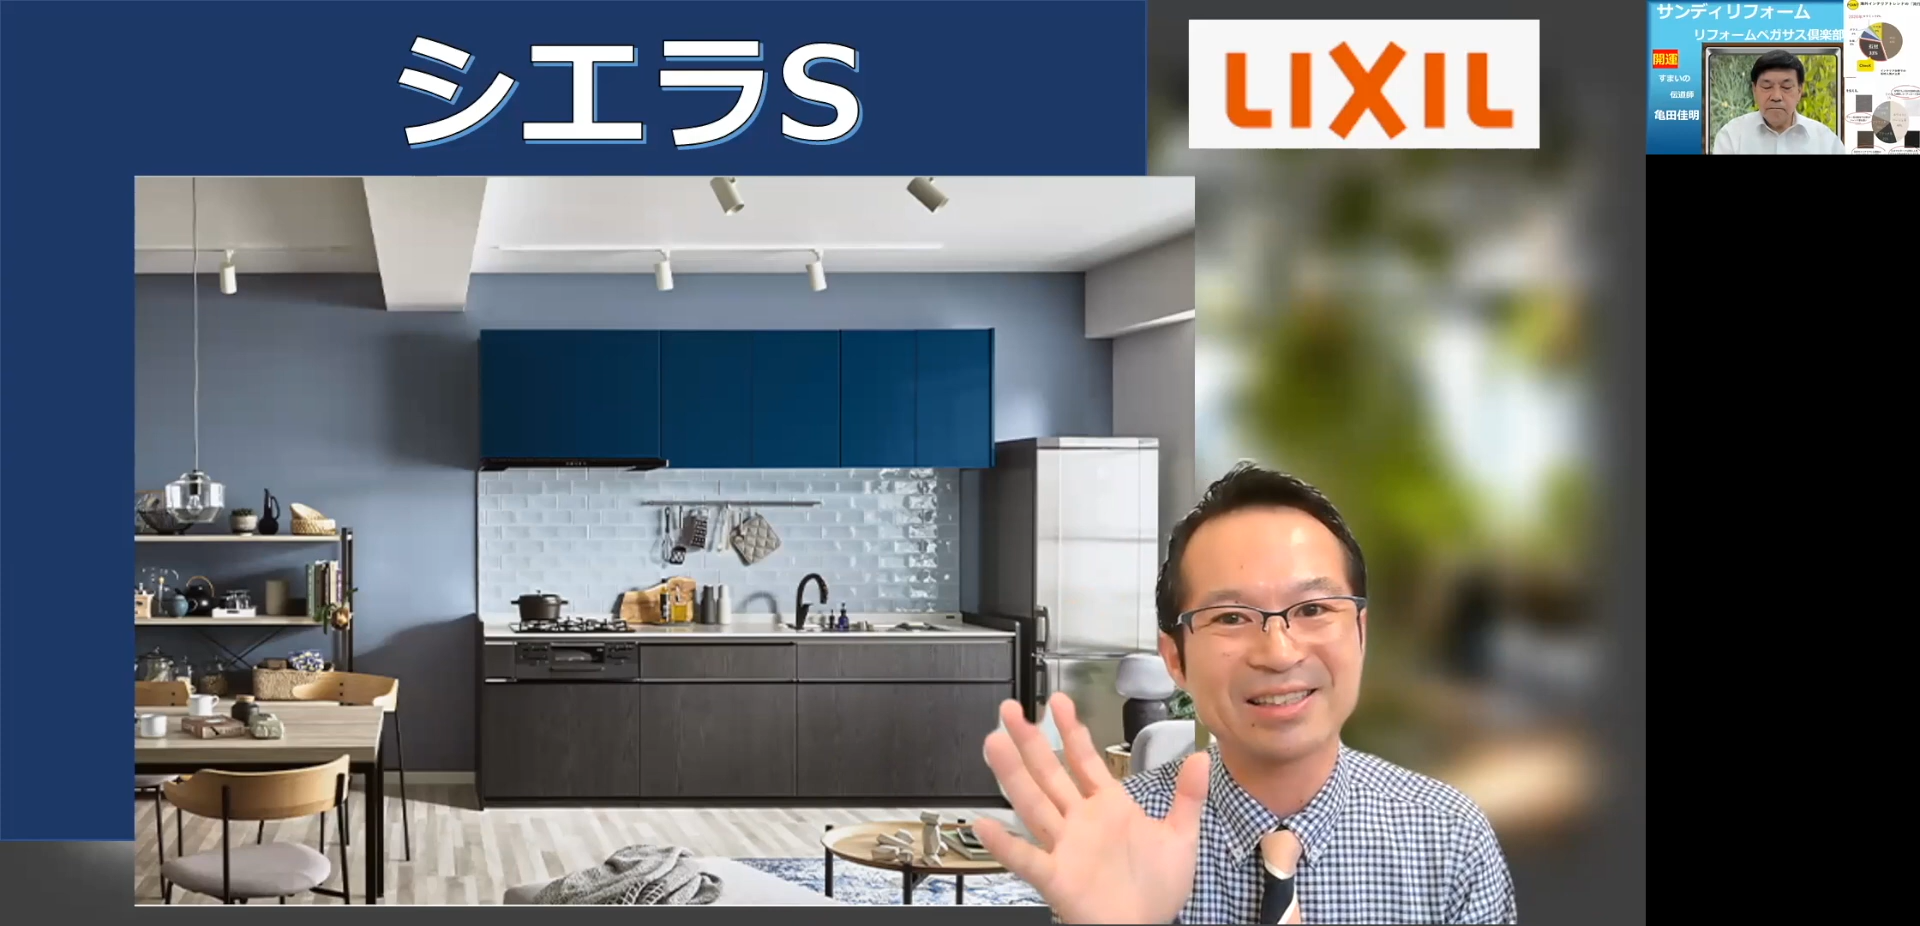 シエラS
LIXIL
サンディリフォーム
リフォームペガサス倶楽部
開運
すまいの
伝道師
亀田佳明